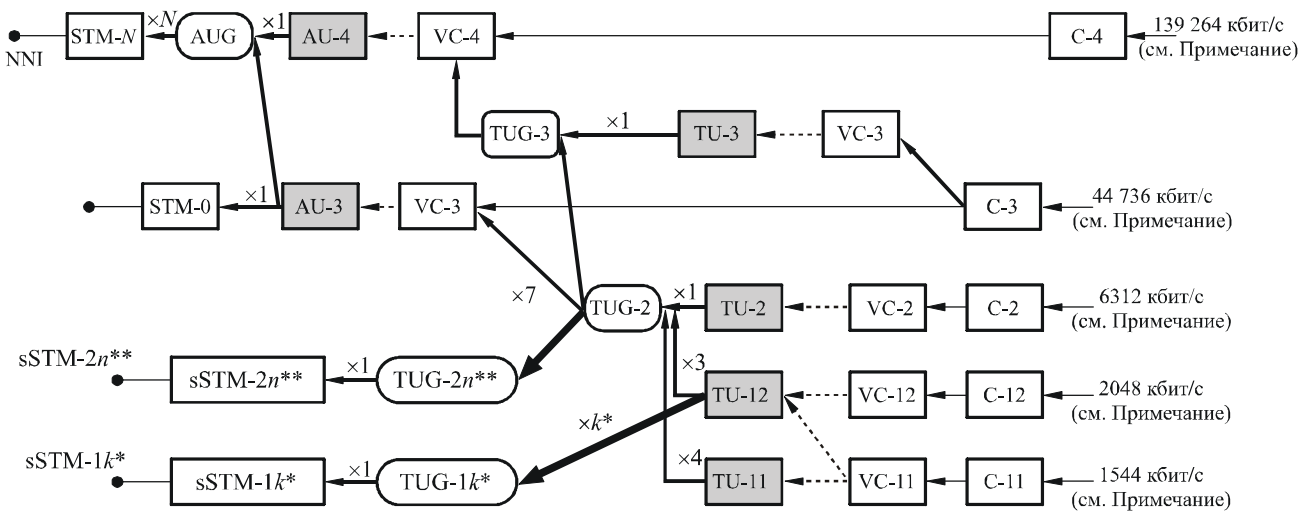 ×N ×1 139 264 кбит/с
STM-N AUG AU-4 VC-4 C-4 (см. Примечание)
NNI
×1
TUG-3 TU-3 VC-3
×1 44 736 кбит/с
STM-0 AU-3 VC-3 C-3 (см. Примечание)
×7 ×1 6312 кбит/с
TUG-2 TU-2 VC-2 C-2 (см. Примечание)
sSTM-2n** ×1 ×3 2048 кбит/с
sSTM-2n** TUG-2n** TU-12 VC-12 C-12 (см. Примечание)
×k*
sSTM-1k* ×1 ×4 1544 кбит/с
sSTM-1k* TUG-1k* TU-11 VC-11 C-11 (см. Примечание)